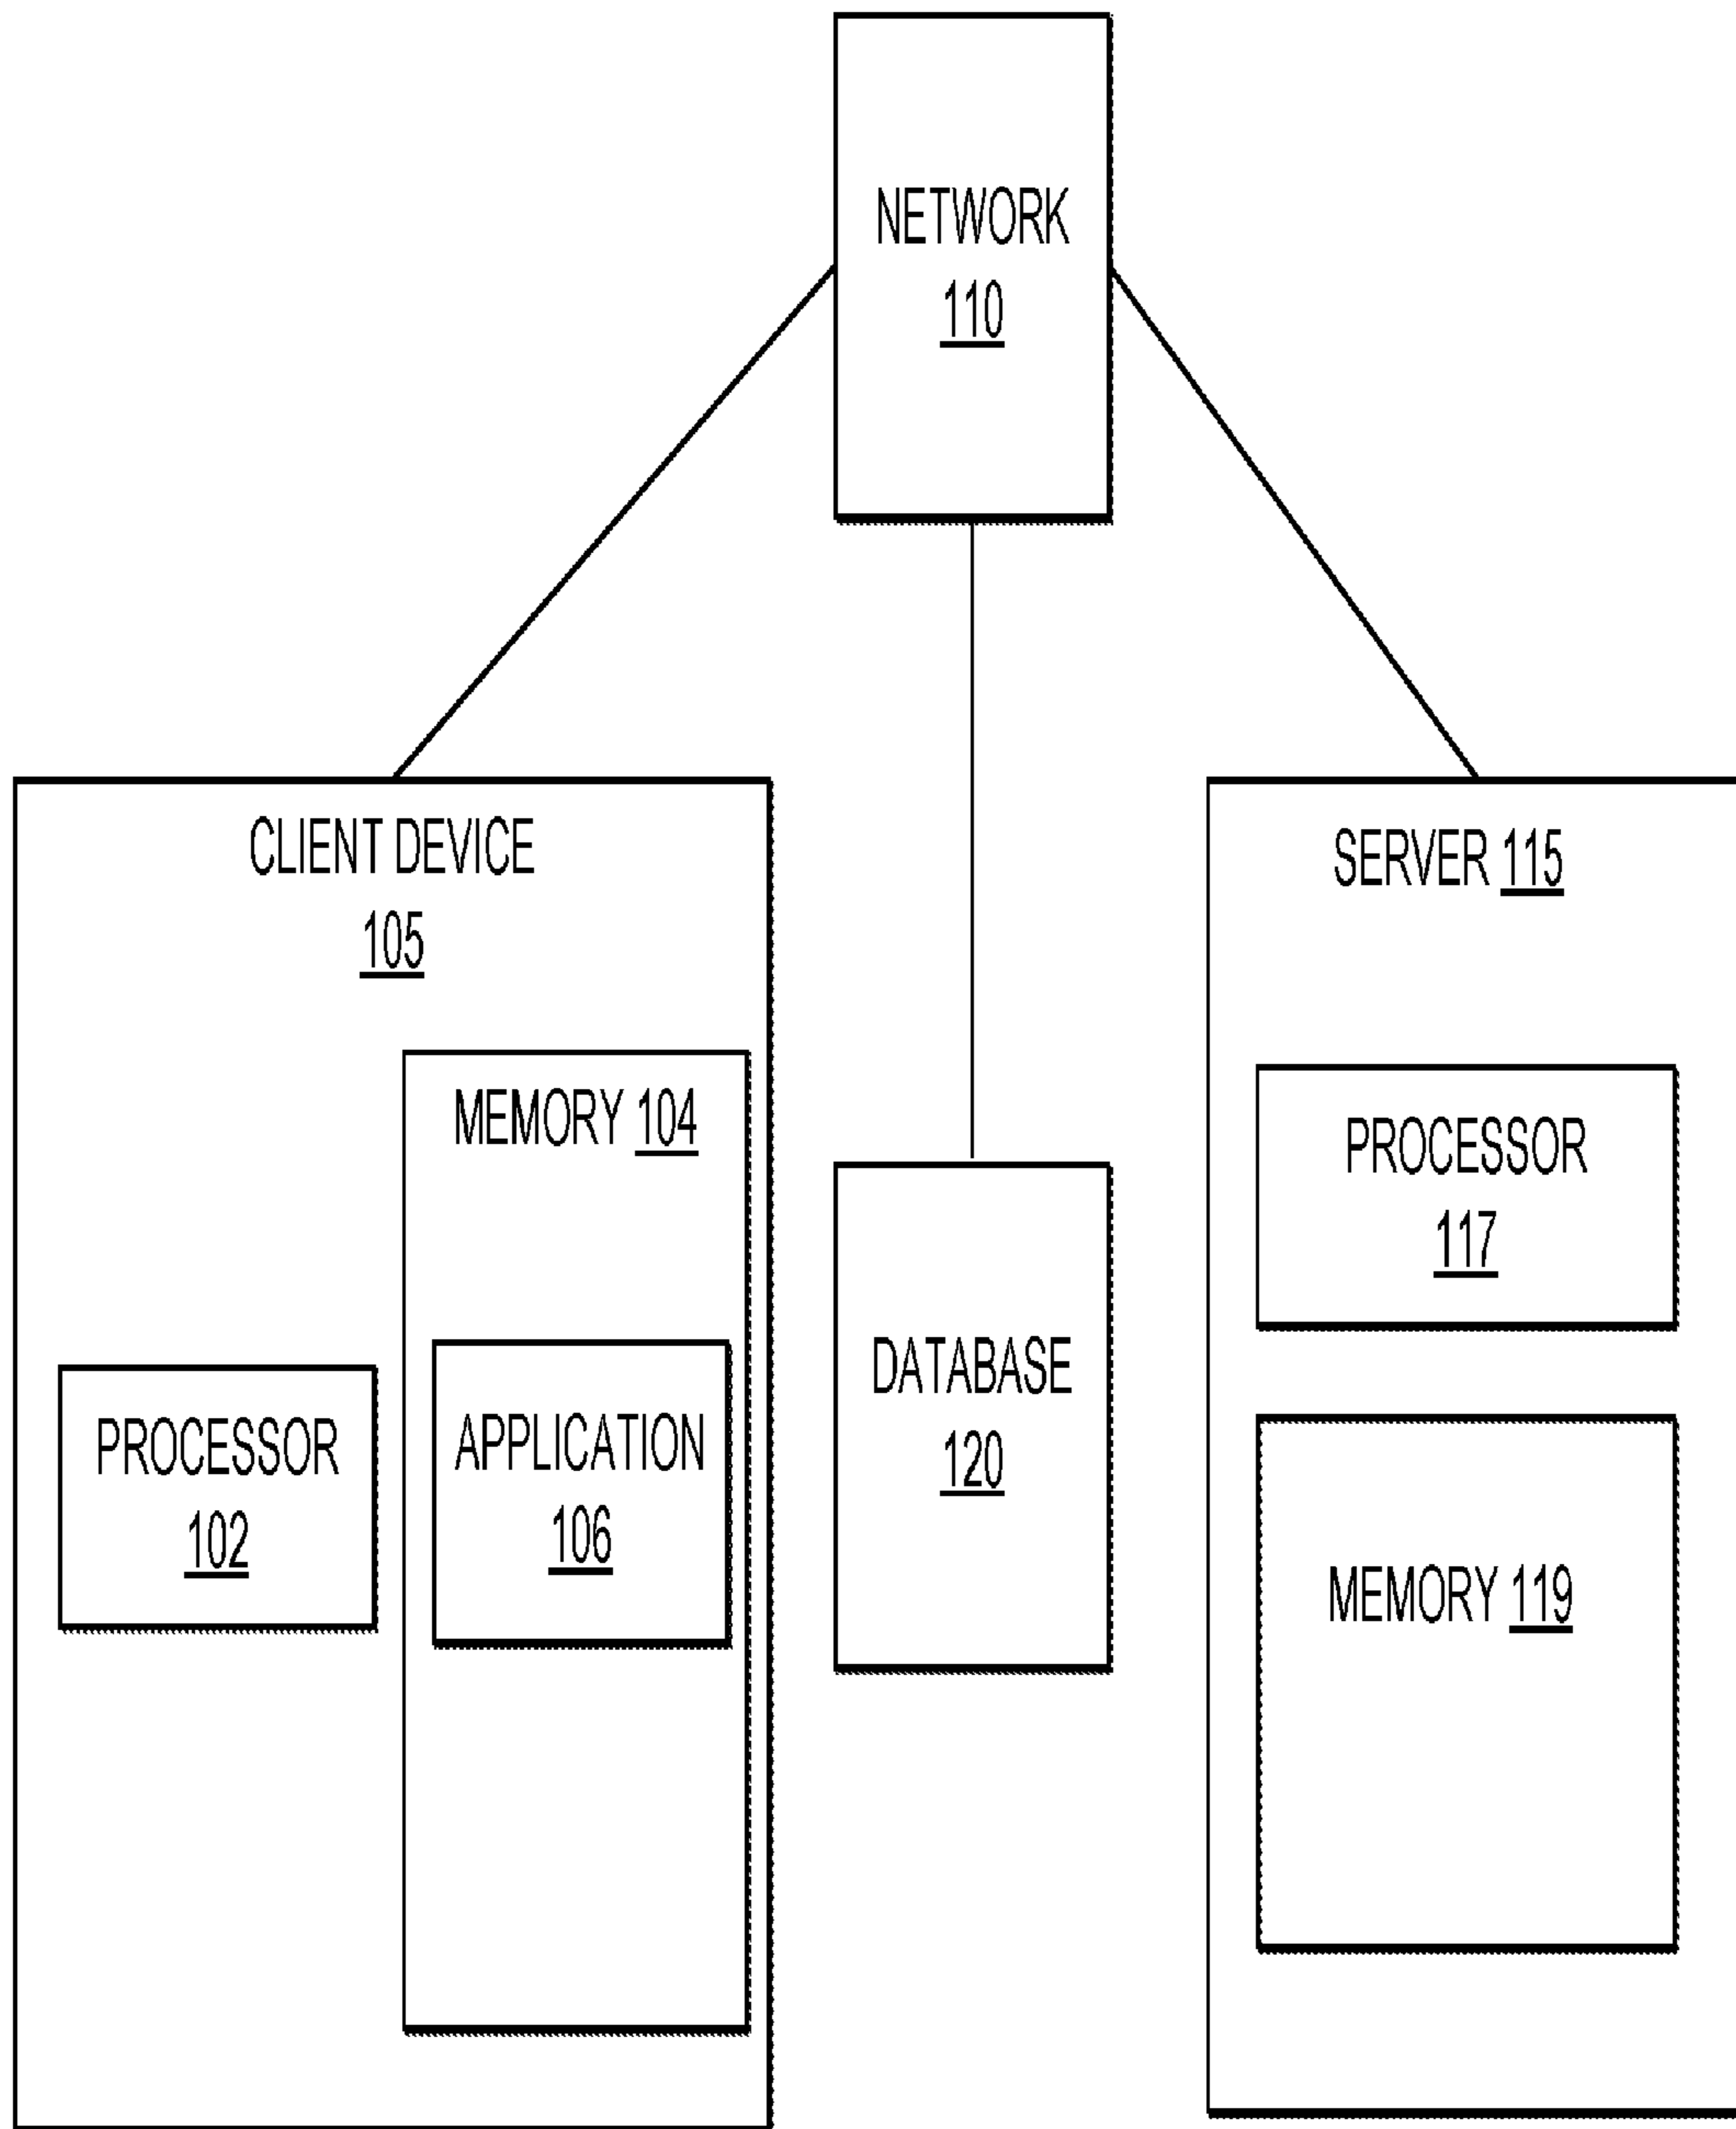 NETWORK
110
CLIENT DEVICE
105
MEMORY 104
PROCESSOR
102
APPLICATION
106
DATABASE
120
SERVER 115
PROCESSOR
117
MEMORY 119